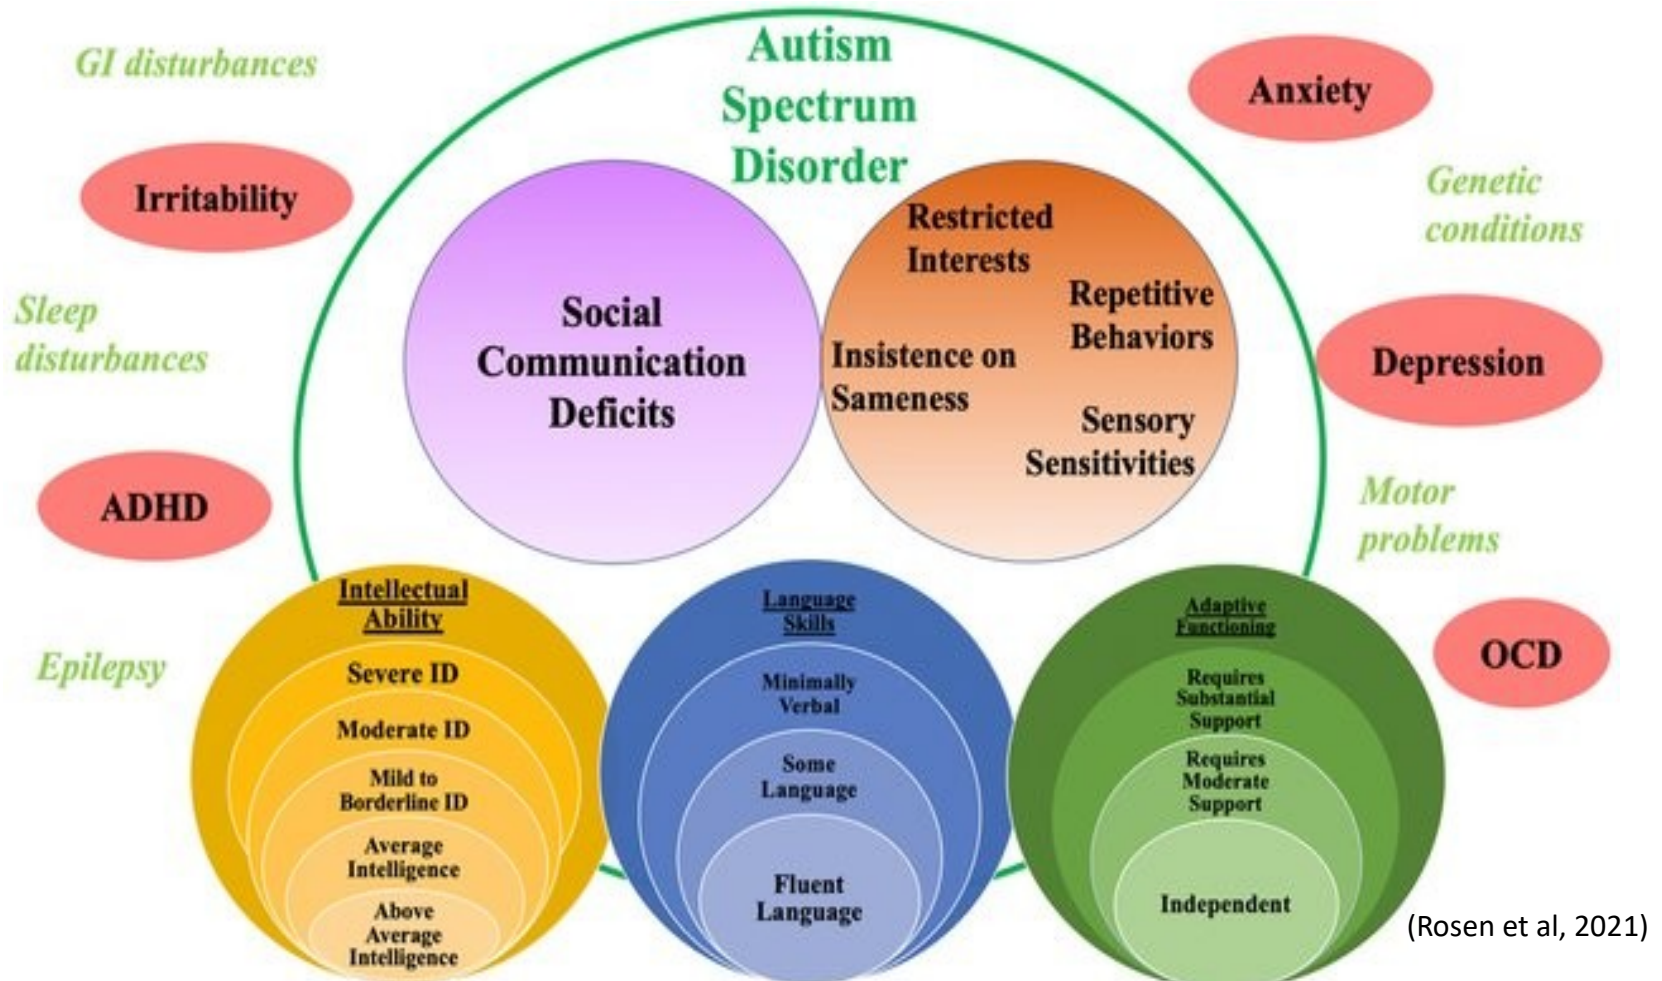 Autism
Spectrum
Disorder
GI disturbances
Irritability
Sleep
disturbances
ADHD
Epilepsy
Anxiety
Genetic
conditions
Depression
Motor
problems
OCD
Social
Communication
Deficits
Restricted
Interests
Repetitive
Behaviors
Insistence on
Sameness
Sensory
Sensitivities
Intellectual
Ability
Severe ID
Moderate ID
Mild to
Borderline ID
Average
Intelligence
Above
Average
Intelligence
Language
Skills
Minimally
Verbal
Some
Language
Fluent
Language
Adaptive
Functioning
Requires
Substantial
Support
Requires
Moderate
Support
Independent
(Rosen et al, 2021)